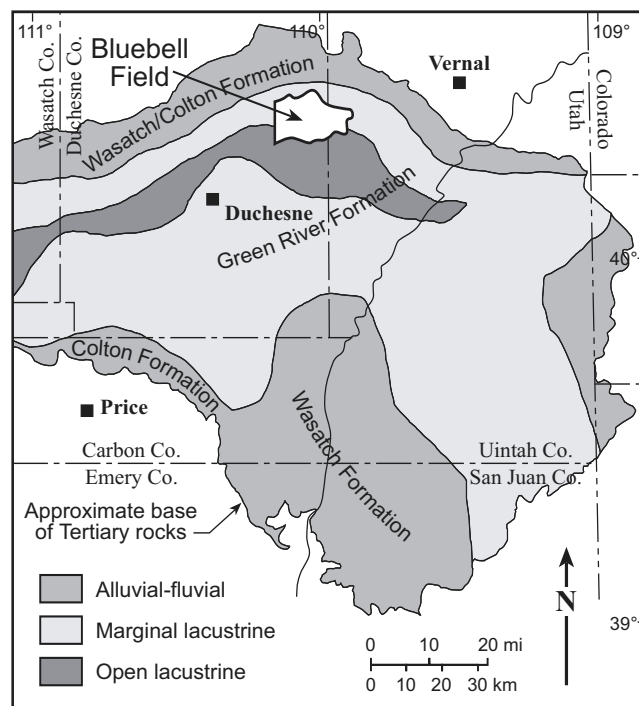 111°
110°
109°
Bluebell
Field
Vernal
Wasatch Co.
Duchesne Co.
Colorado
Utah
Wasatch/Colton Formation
Duchesne
Green River Formation
40°
Colton Formation
Price
Wasatch Formation
Carbon Co.
Emery Co.
Uintah Co.
San Juan Co.
Approximate base
of Tertiary rocks
Alluvial-fluvial
Marginal lacustrine
Open lacustrine
N
39°
0 10 20 mi
0 10 20 30 km